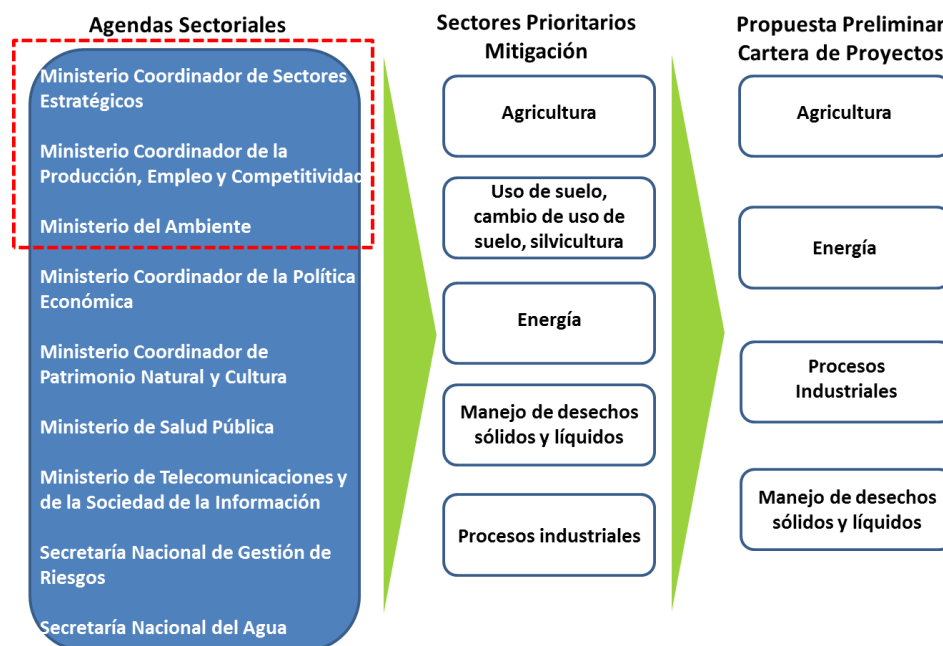 Agendas Sectoriales
Ministerio Coordinador de Sectores
Estratégicos
Ministerio Coordinador de la
Producción, Empleo y Competitividad
Ministerio del Ambiente
Ministerio Coordinador de la Política
Económica
Ministerio Coordinador de
Patrimonio Natural y Cultura
Ministerio de Salud Pública
Ministerio de Telecomunicaciones y
de la Sociedad de la Información
Secretaría Nacional de Gestión de
Riesgos
Secretaría Nacional del Agua
Sectores Prioritarios
Mitigación
Agricultura
Uso de suelo,
cambio de uso de
suelo, silvicultura
Energía
Manejo de desechos
sólidos y líquidos
Procesos industriales
Propuesta Preliminar
Cartera de Proyectos
Agricultura
Energía
Procesos
Industriales
Manejo de desechos
sólidos y líquidos